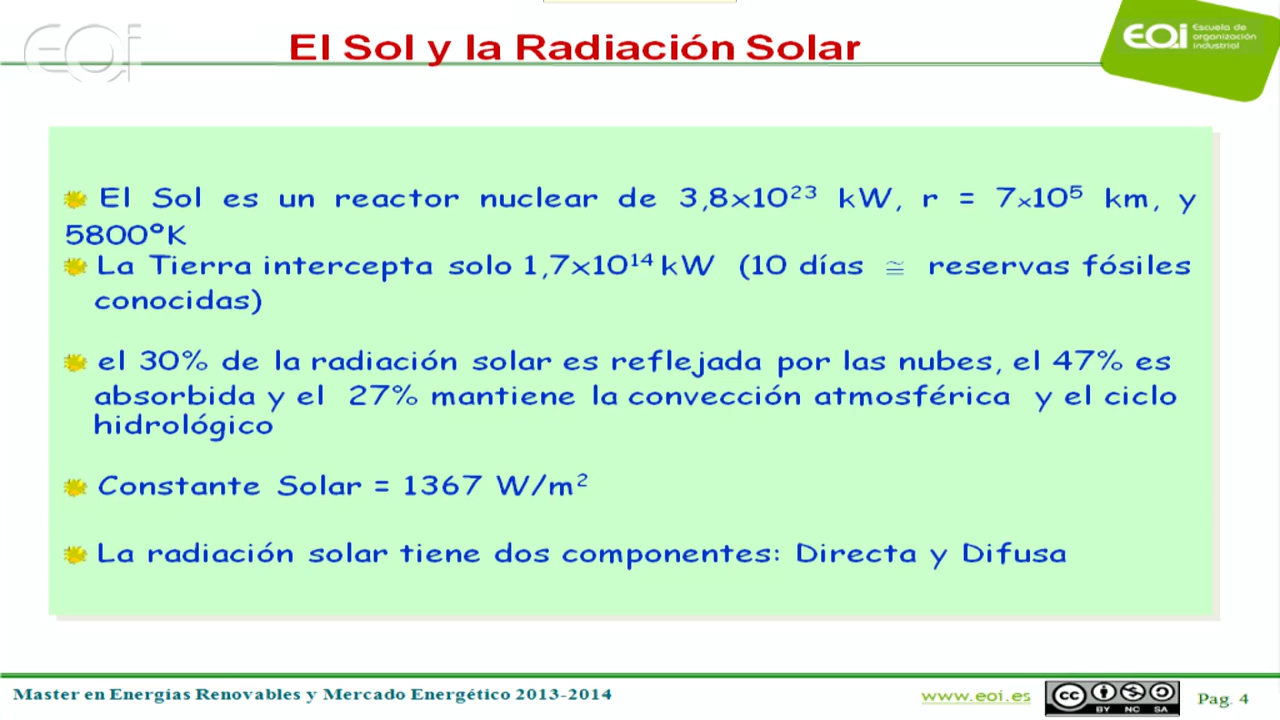 EOI
El Sol y la Radiación Solar
EOI Escuela de
organización
industrial
El Sol es un reactor nuclear de 3,8x10²³ kW, r = 7x10⁵ km, y
5800ºK
La Tierra intercepta solo 1,7x10¹⁴ kW (10 días ≅ reservas fósiles
conocidas)
el 30% de la radiación solar es reflejada por las nubes, el 47% es
absorbida y el 27% mantiene la convección atmosférica y el ciclo
hidrológico
Constante Solar = 1367 W/m²
La radiación solar tiene dos componentes: Directa y Difusa
Master en Energías Renovables y Mercado Energético 2013-2014
www.eoi.es
cc
BY NC SA
Pag. 4